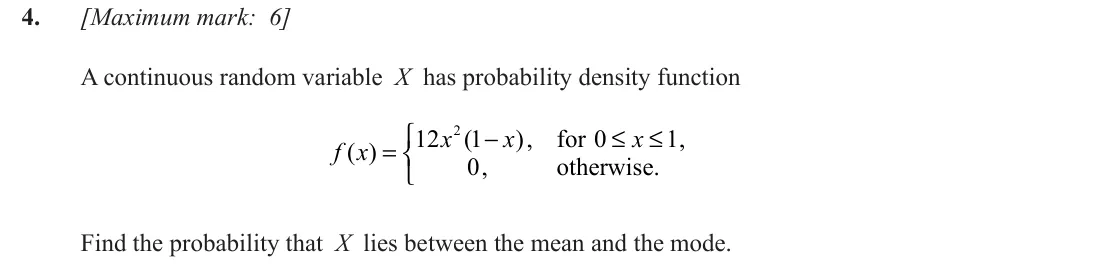 4. [Maximum mark: 6]
A continuous random variable X has probability density function
f(x) = { 12x²(1−x), for 0 ≤ x ≤ 1,
0, otherwise.
Find the probability that X lies between the mean and the mode.